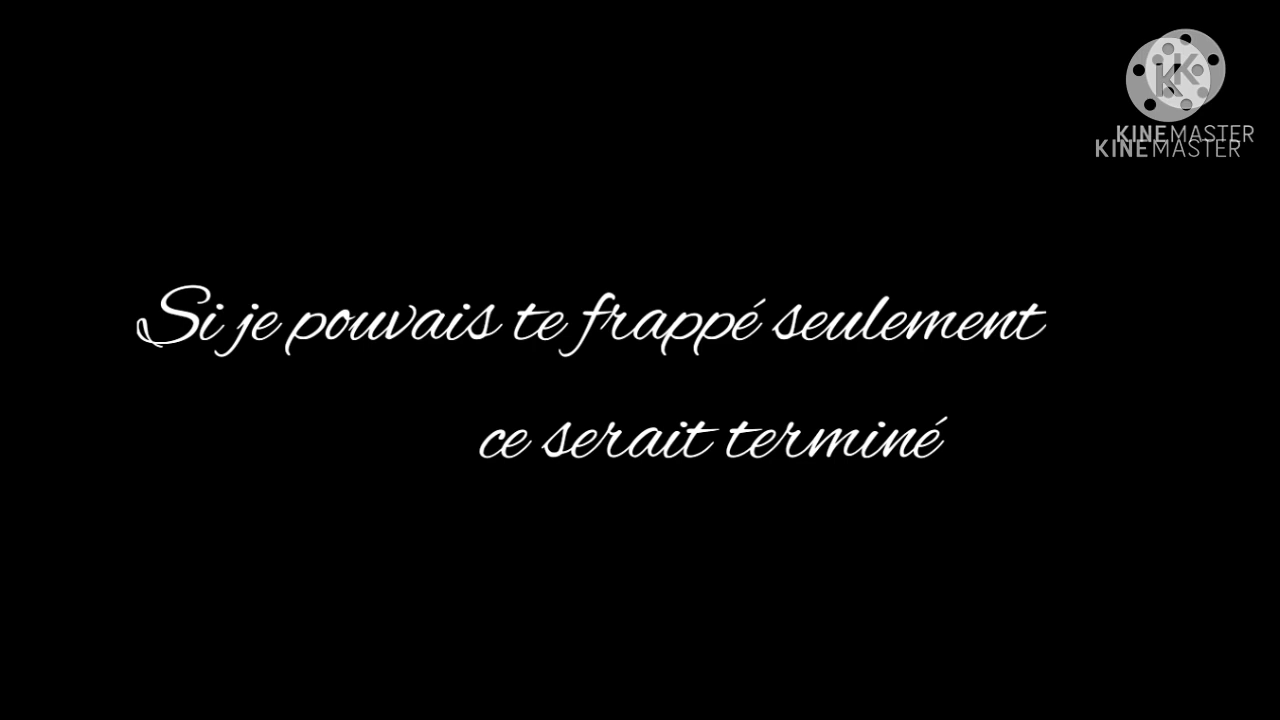 KINEMASTER
KINEMASTER
Si je pouvais te frappé seulement
ce serait terminé